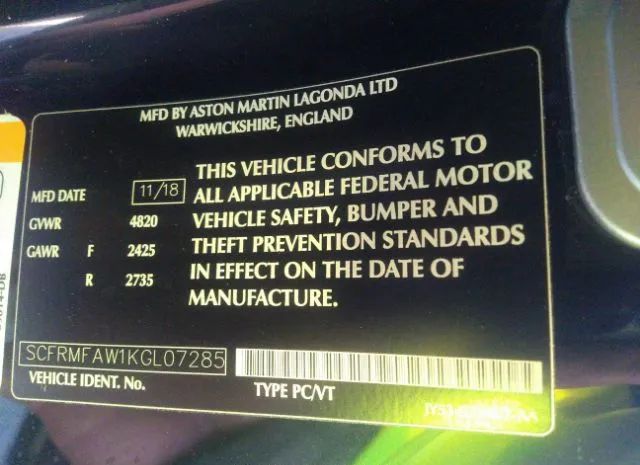 MFD BY ASTON MARTIN LAGONDA LTD
WARWICKSHIRE, ENGLAND
MFD DATE 11/18
GVWR 4820
GAWR F 2425
R 2735
THIS VEHICLE CONFORMS TO
ALL APPLICABLE FEDERAL MOTOR
VEHICLE SAFETY, BUMPER AND
THEFT PREVENTION STANDARDS
IN EFFECT ON THE DATE OF
MANUFACTURE.
SCFRMFAW1KGL07285
VEHICLE IDENT. No.
TYPE PC/VT